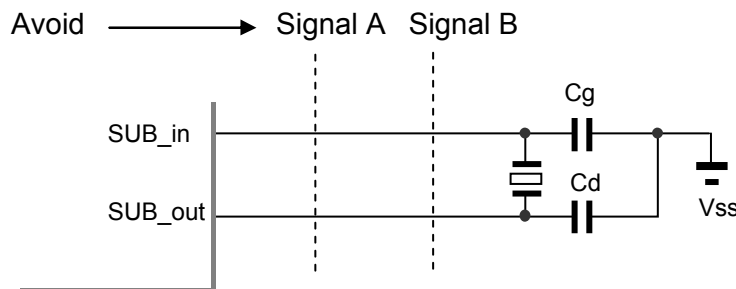 Avoid Signal A Signal B
Cg
SUB_in
Cd
SUB_out
Vss